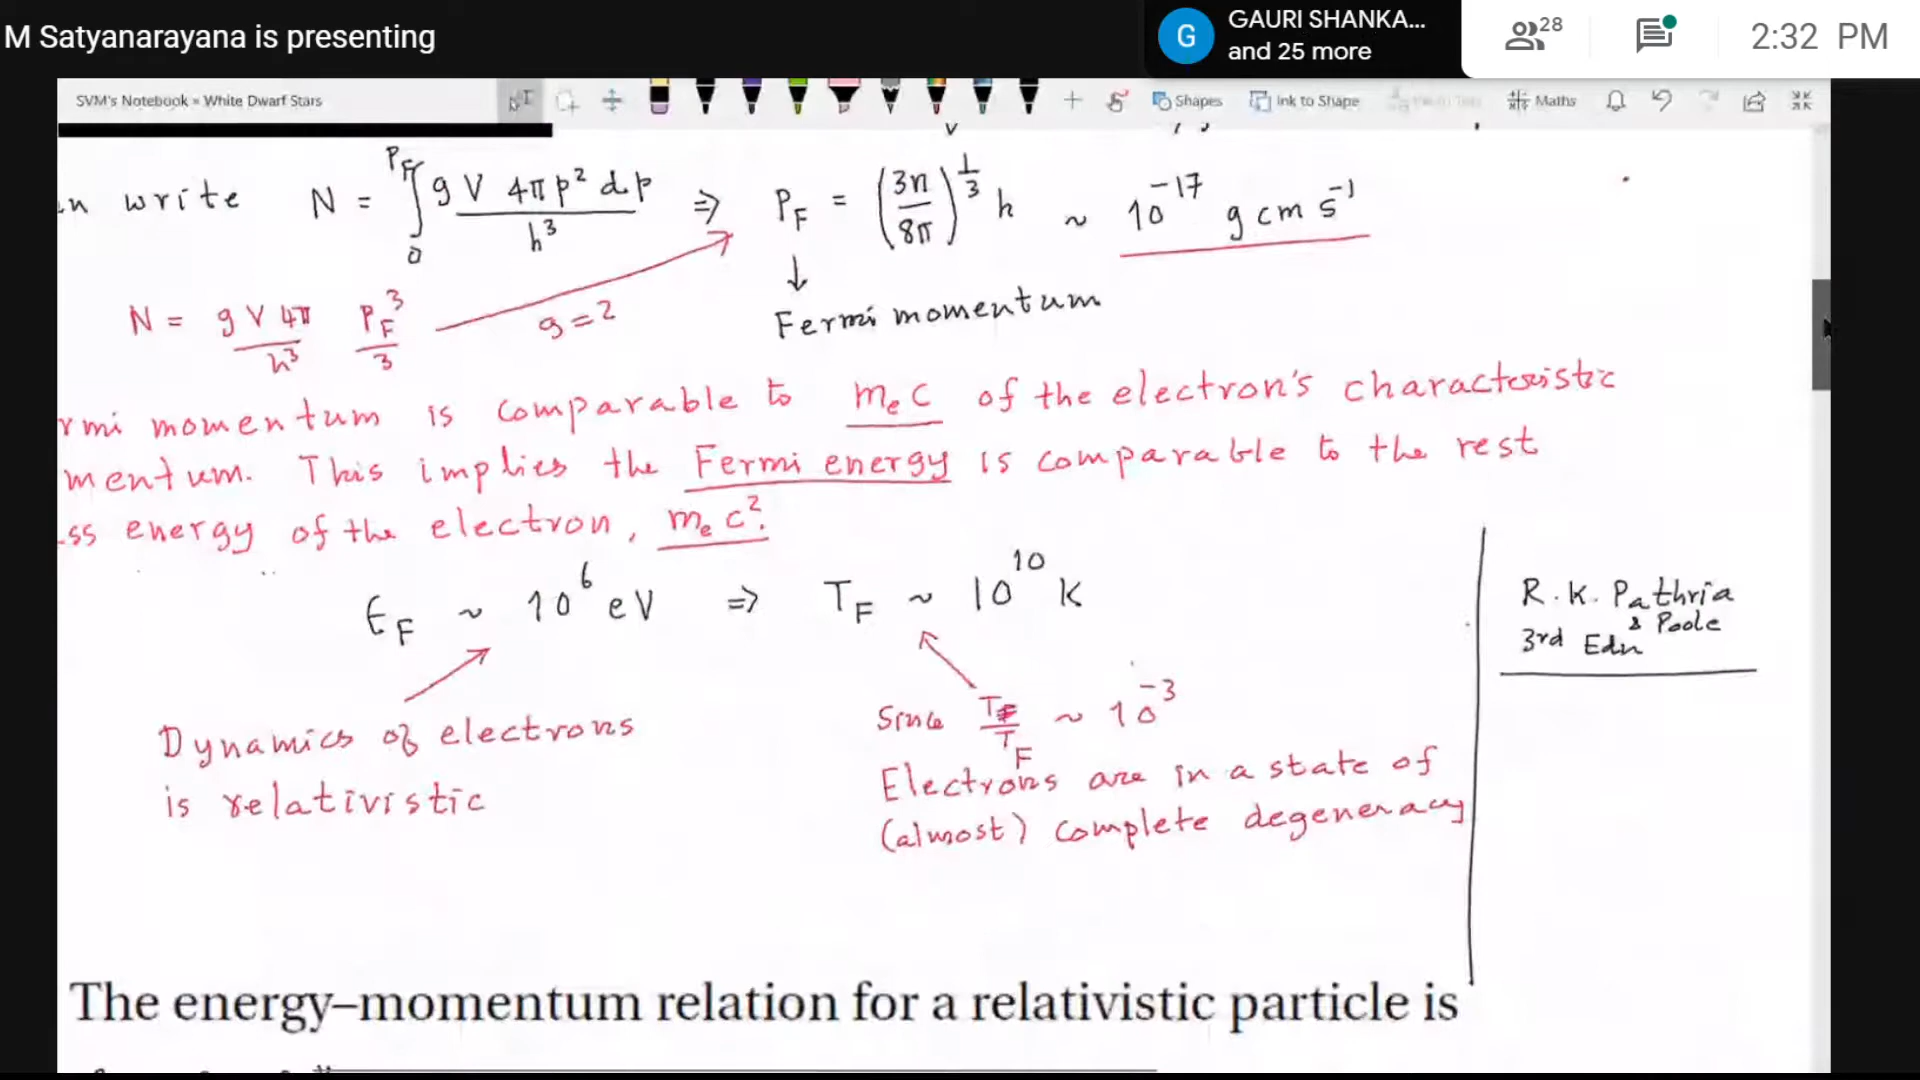 M Satyanarayana is presenting
G
GAURI SHANKA...
and 25 more
28
2:32 PM
SVM's Notebook » White Dwarf Stars
Shapes
Ink to Shape
Maths
write N = ∫₀^{P_F} g V 4π p² dp / h³ ⇒ P_F = (3n/8π)^{1/3} h ~ 10⁻¹⁷ g cm s⁻¹
N = g V 4π / h³ P_F³ / 3
g = 2
↓
Fermi momentum
rmi momentum is comparable to mₑc of the electron's characteristic
mentum. This implies the Fermi energy is comparable to the rest
ss energy of the electron, mₑc².
E_F ~ 10⁶ eV ⇒ T_F ~ 10¹⁰ K
R.K. Pathria
& Poole
3rd Edn
Dynamics of electrons
is relativistic
Since T/T_F ~ 10⁻³
Electrons are in a state of
(almost) complete degeneracy
The energy–momentum relation for a relativistic particle is